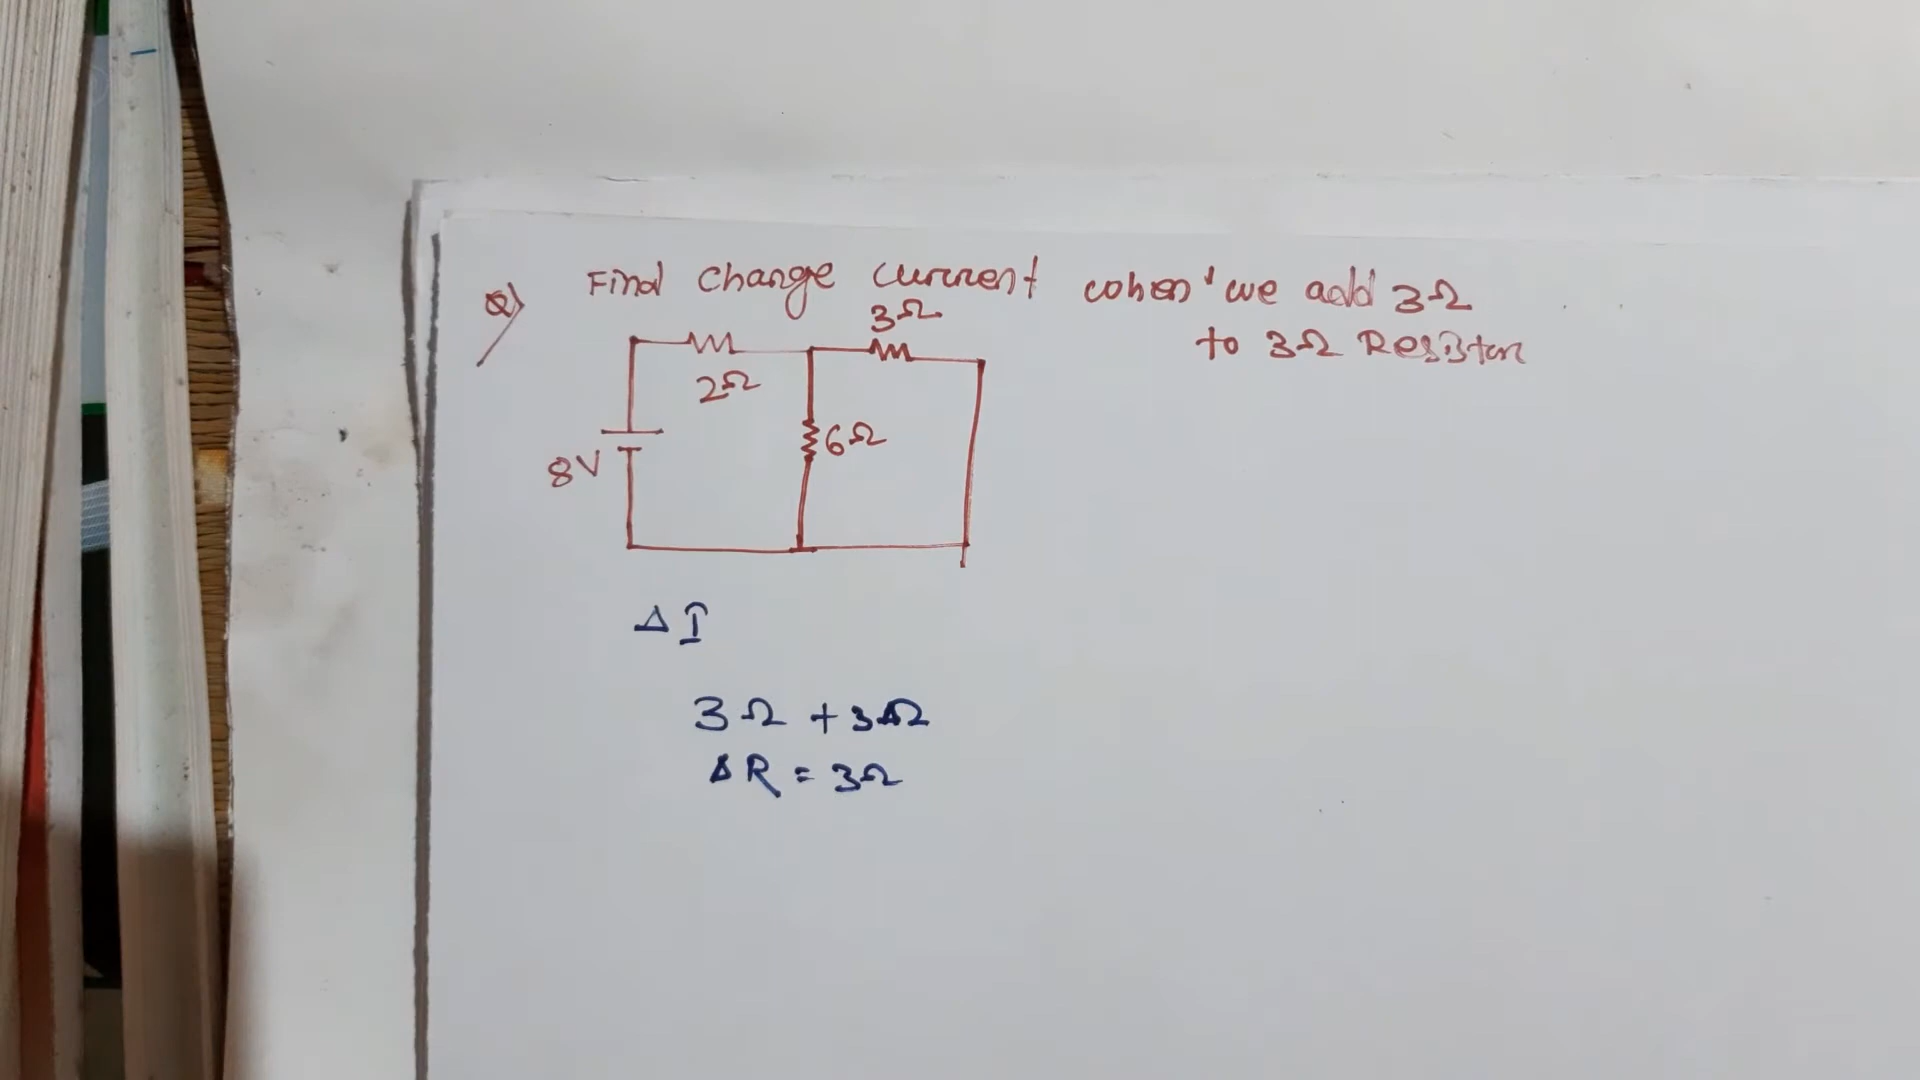 Q) Find change current when we add 3Ω
to 3Ω Resistor
3Ω
2Ω
6Ω
8V
ΔI
3Ω + 3Ω
ΔR = 3Ω